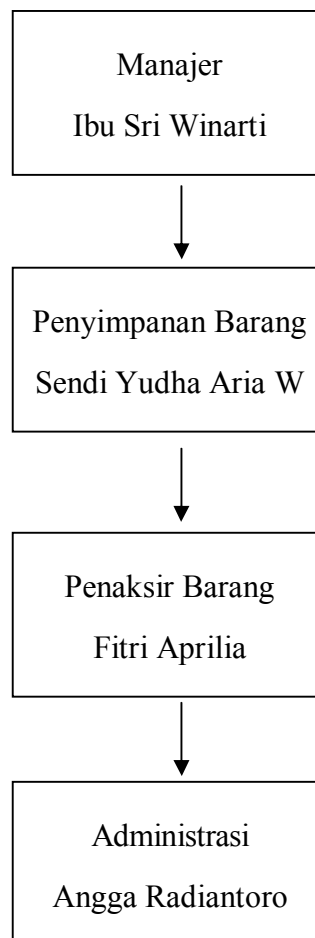 Manajer
Ibu Sri Winarti
Penyimpanan Barang
Sendi Yudha Aria W
Penaksir Barang
Fitri Aprilia
Administrasi
Angga Radiantoro